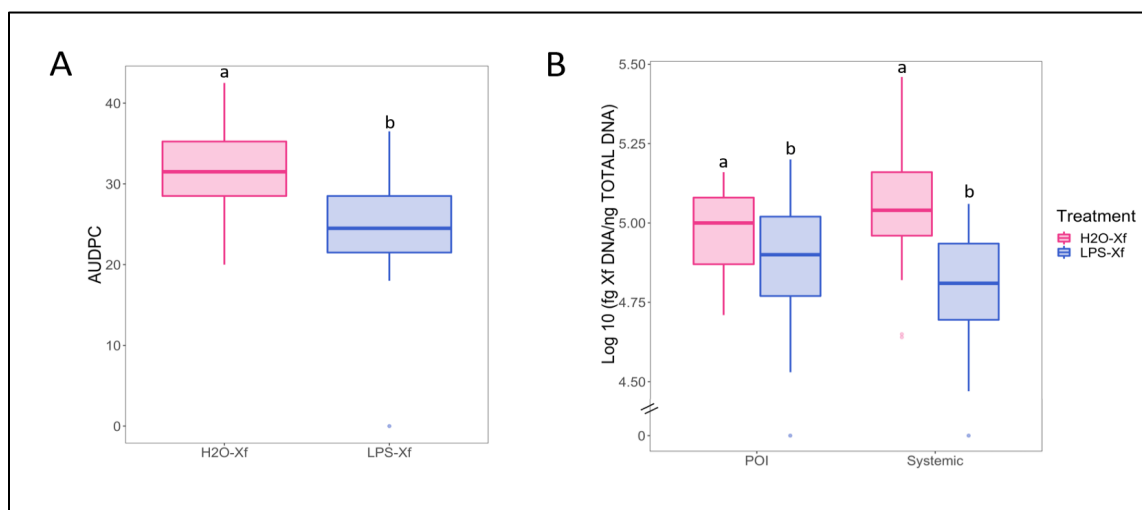 A
a
b
40
30
20
10
0
AUDPC
H2O-Xf
LPS-Xf
B
a
b
a
b
5.50
5.25
5.00
4.75
4.50
0
Log 10 (fg Xf DNA/ng TOTAL DNA)
POI
Systemic
Treatment
H2O-Xf
LPS-Xf